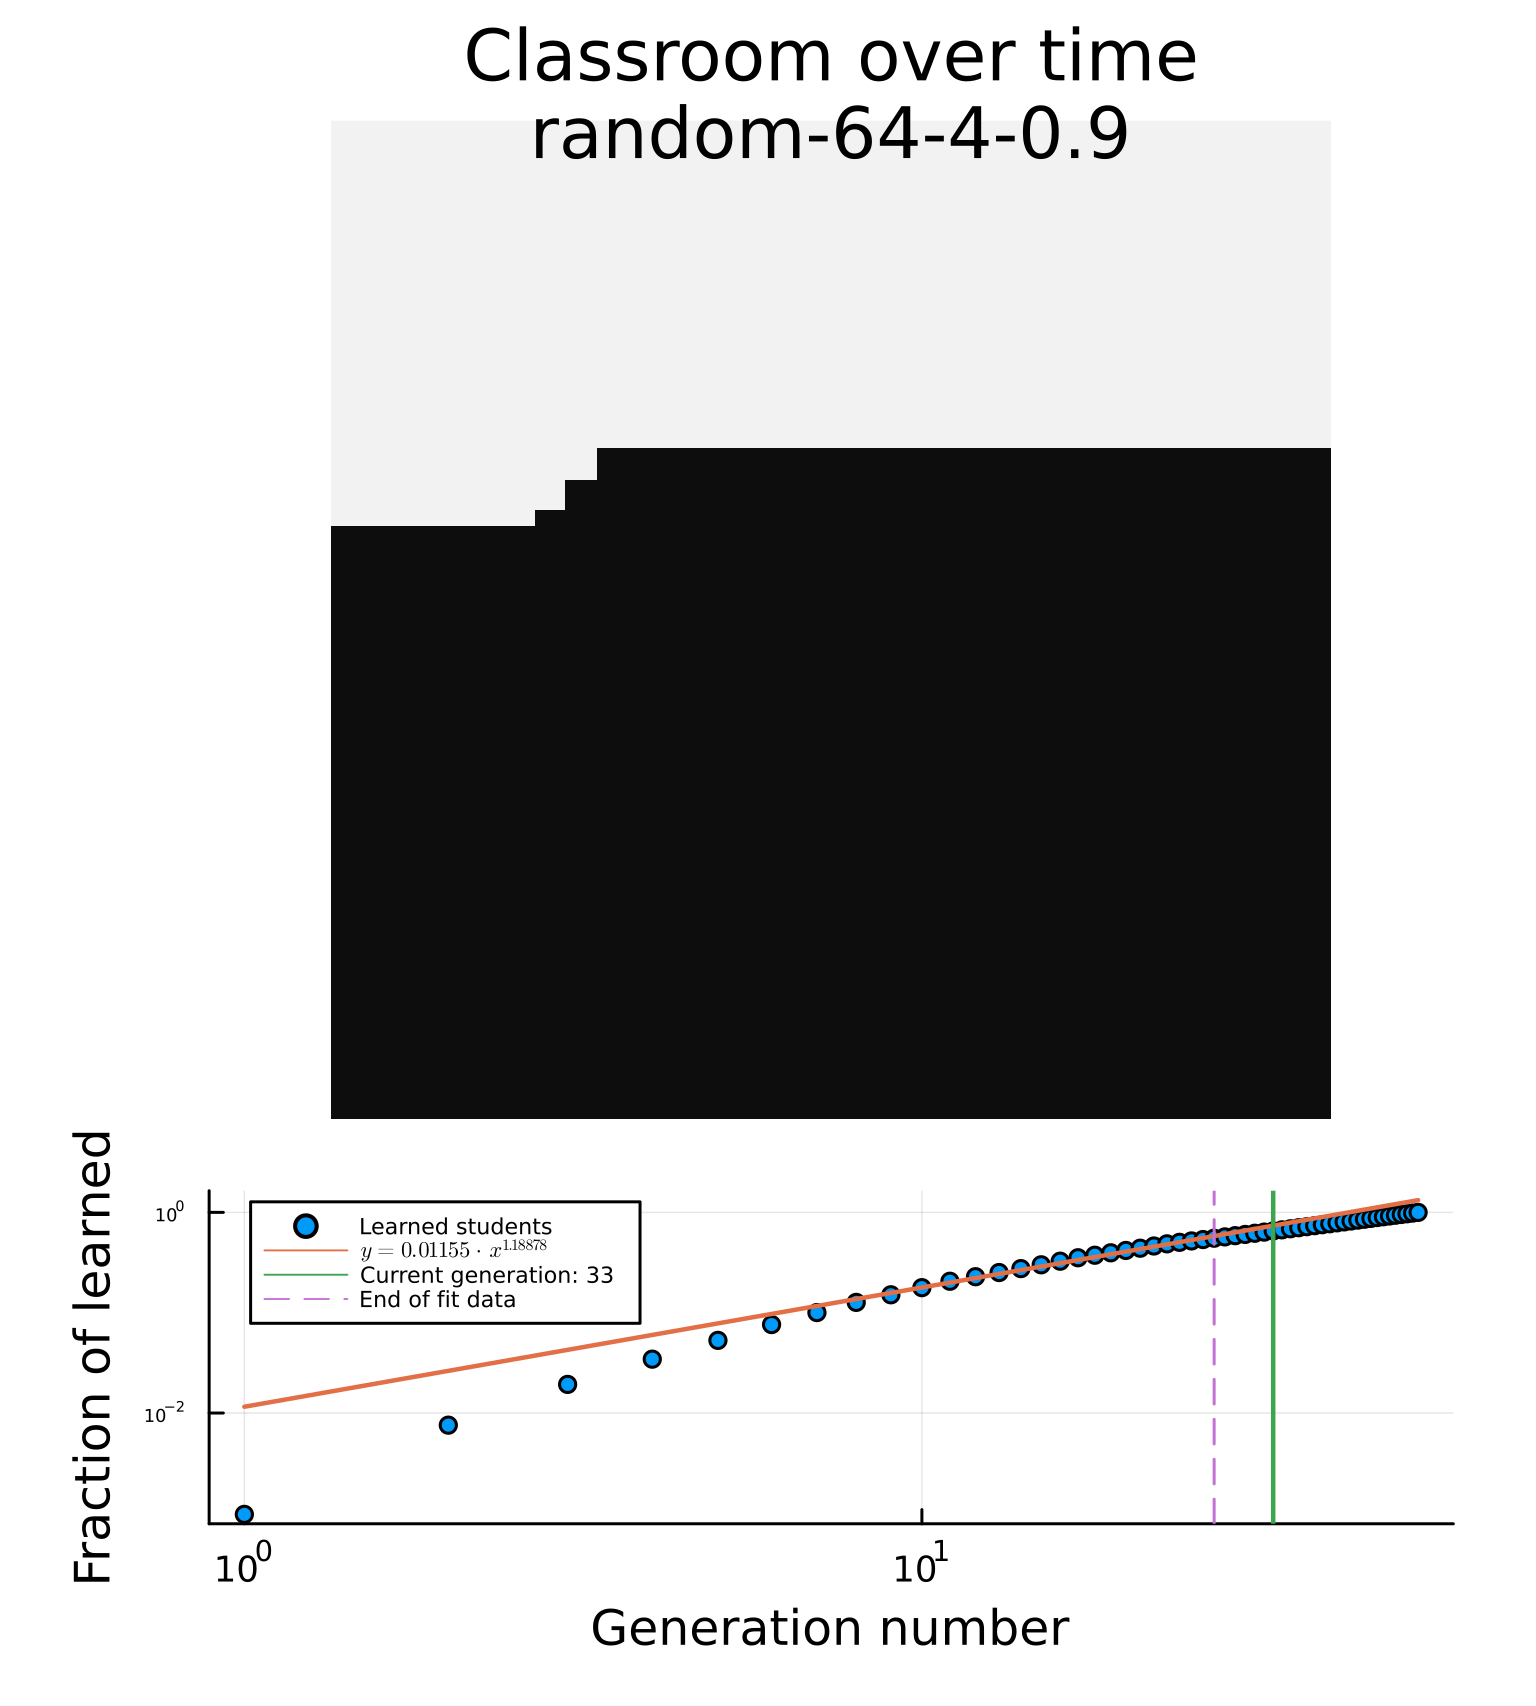 Classroom over time
random-64-4-0.9
Fraction of learned
10⁰
10⁻²
Learned students
y = 0.01155 · x^1.18878
Current generation: 33
End of fit data
10⁰
10¹
Generation number